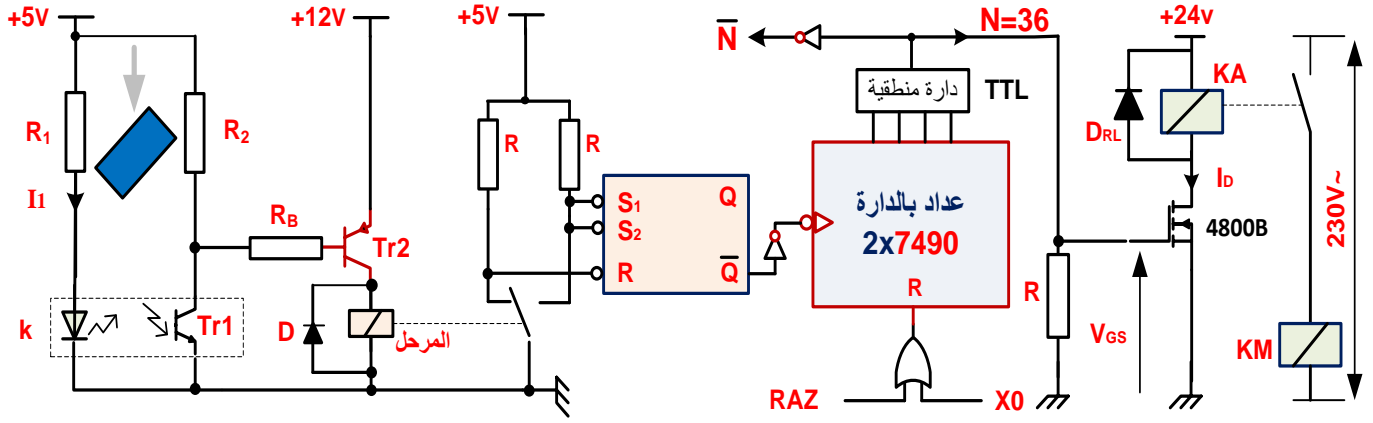 +5V
+12V
+5V
N̅
N=36
+24v
دارة منطقية
TTL
KA
R₁
R₂
R
R
DRL
I1
ID
230V~
RB
Tr2
S₁
Q
S₂
عداد بالدارة
2x7490
4800B
R
Q̅
R
R
k
Tr1
D
المرحل
VGS
KM
RAZ
X0